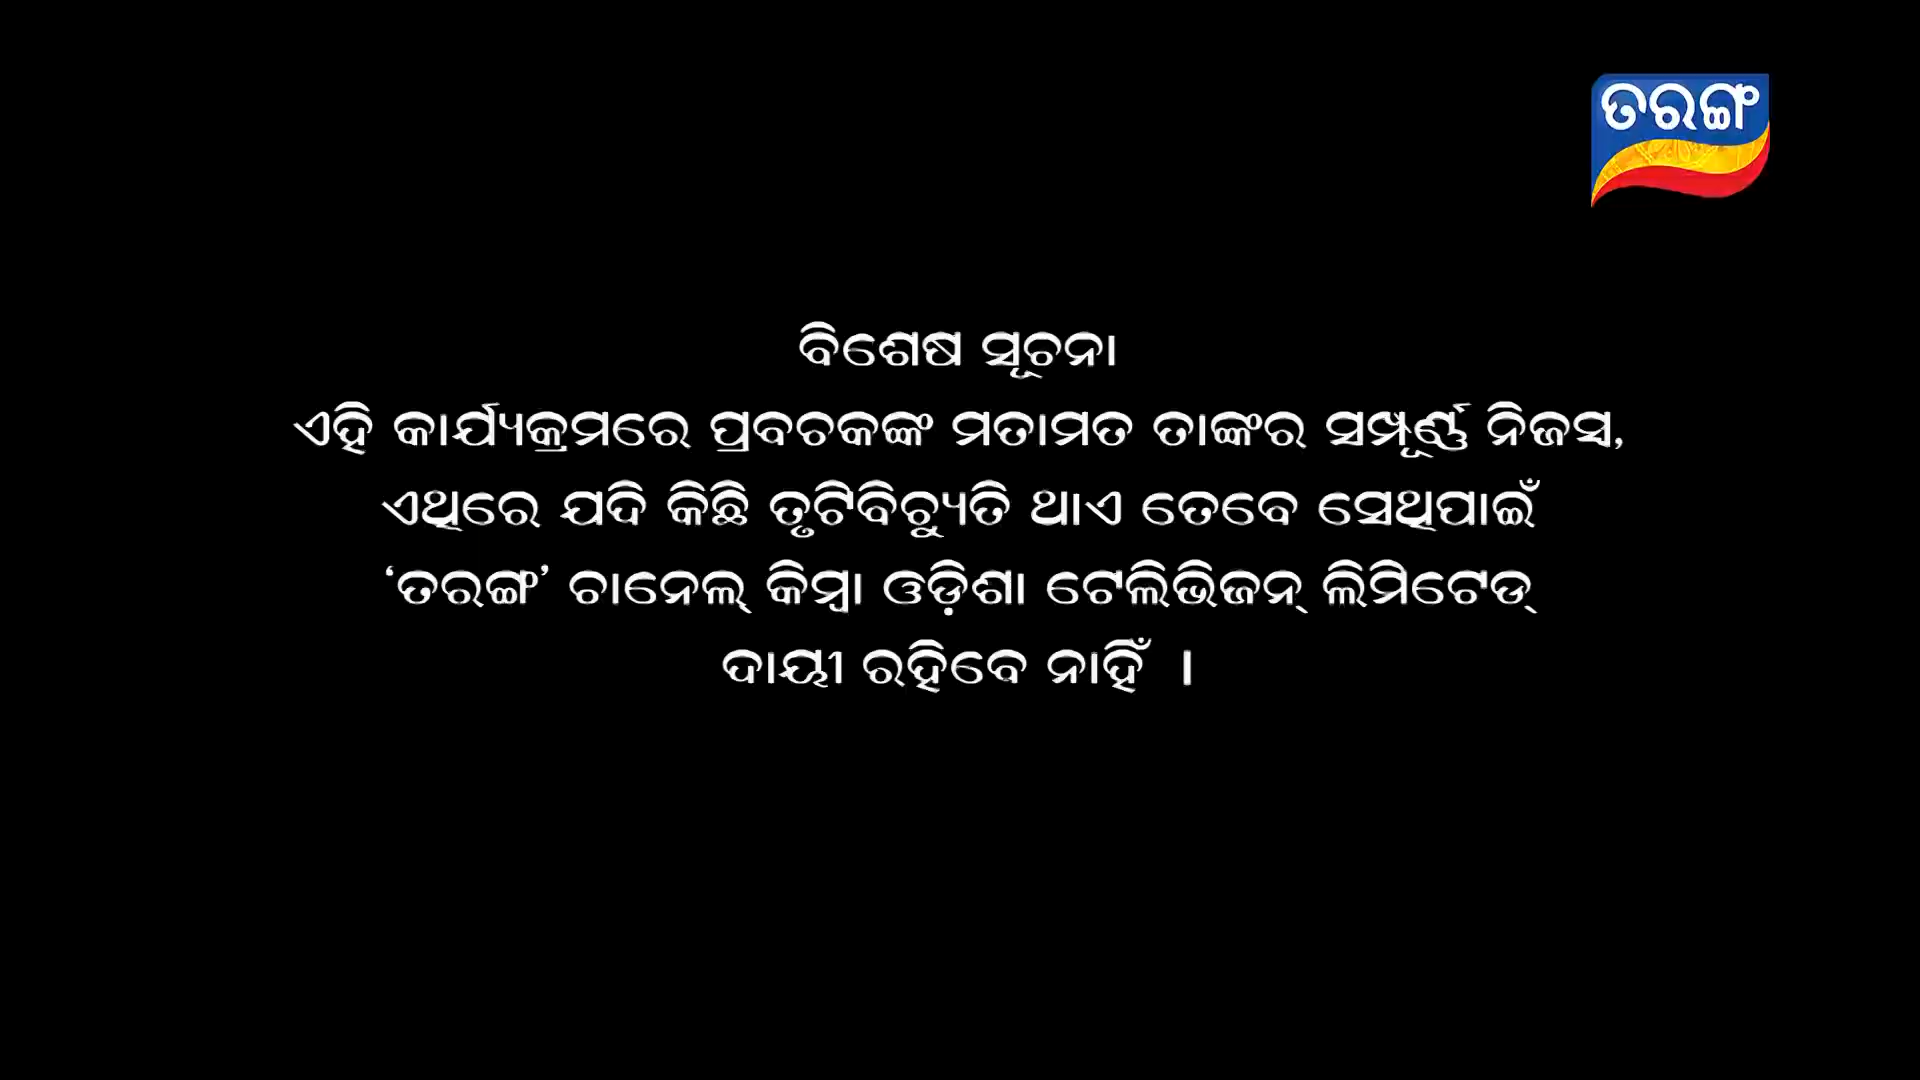 ତରଙ୍ଗ
ବିଶେଷ ସୂଚନା
ଏହି କାର୍ଯ୍ୟକ୍ରମରେ ପ୍ରବଚକଙ୍କ ମତାମତ ତାଙ୍କର ସମ୍ପୂର୍ଣ୍ଣ ନିଜସ୍ୱ,
ଏଥିରେ ଯଦି କିଛି ତୃଟିବିଚ୍ୟୁତି ଥାଏ ତେବେ ସେଥିପାଇଁ
‘ତରଙ୍ଗ’ ଚାନେଲ୍ କିମ୍ବା ଓଡ଼ିଶା ଟେଲିଭିଜନ୍ ଲିମିଟେଡ୍
ଦାୟୀ ରହିବେ ନାହିଁ ।